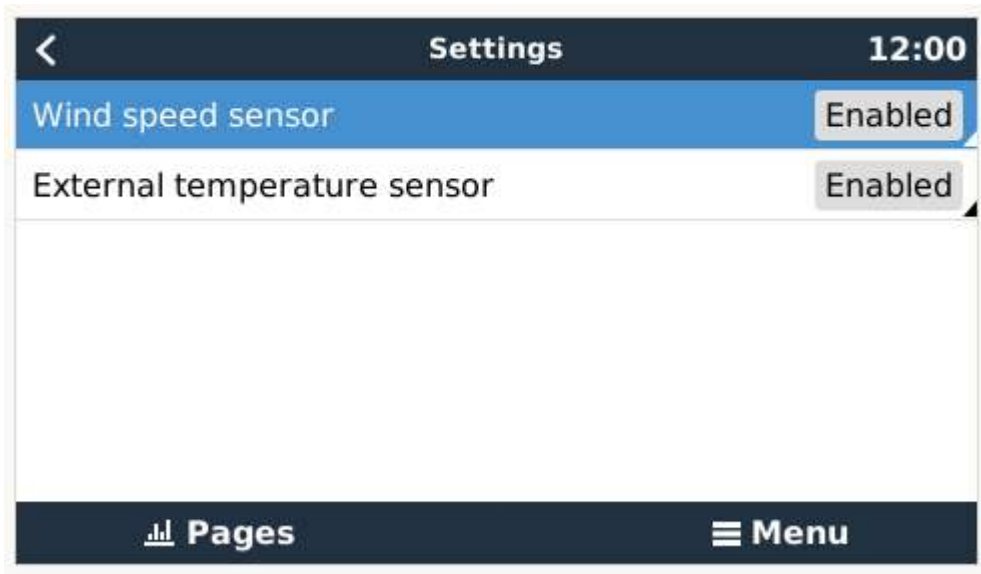 Settings 12:00
Wind speed sensor Enabled
External temperature sensor Enabled
Pages Menu